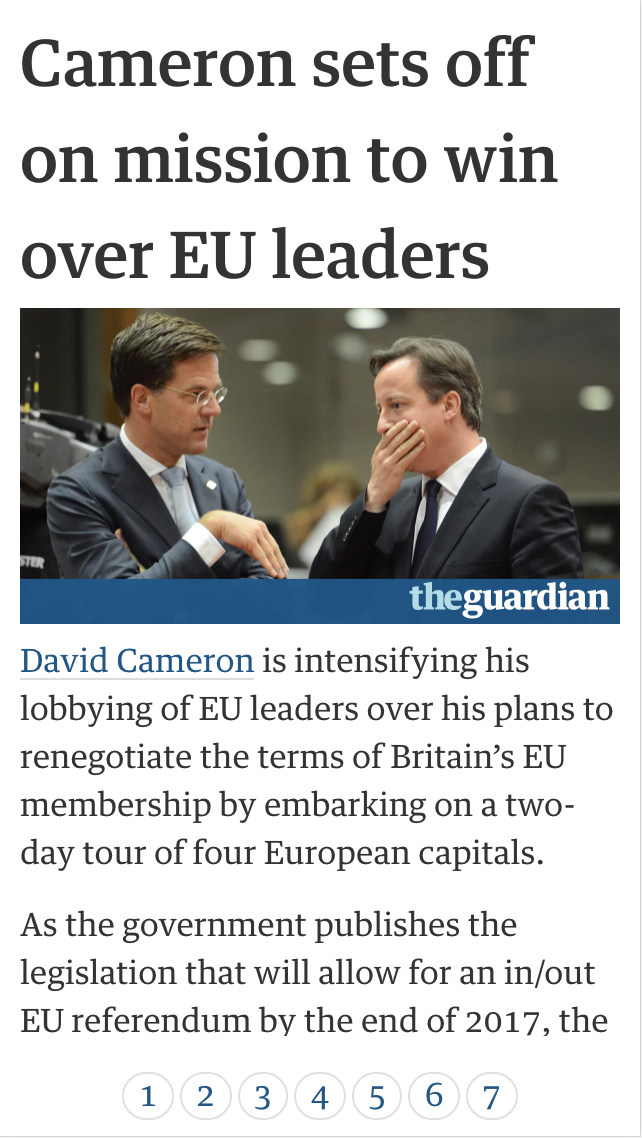 Cameron sets off
on mission to win
over EU leaders
STER
theguardian
David Cameron is intensifying his
lobbying of EU leaders over his plans to
renegotiate the terms of Britain’s EU
membership by embarking on a two-
day tour of four European capitals.
As the government publishes the
legislation that will allow for an in/out
EU referendum by the end of 2017, the
1 2 3 4 5 6 7